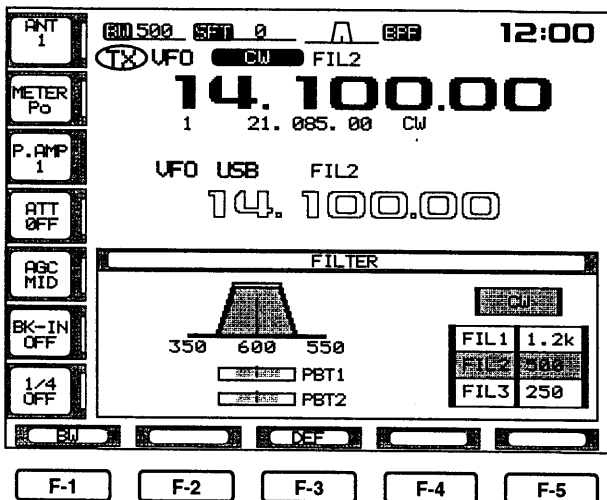 ANT 1
BW 500 SFT 0 BPF 12:00
TX VFO CW FIL2
METER Po
14.100.00
1 21.085.00 CW
P.AMP 1
VFO USB FIL2
14.100.00
ATT OFF
AGC MID
FILTER
CW
BK-IN OFF
350 600 550
PBT1
PBT2
FIL1 1.2k
FIL2 500
FIL3 250
1/4 OFF
BW DEF
F-1 F-2 F-3 F-4 F-5